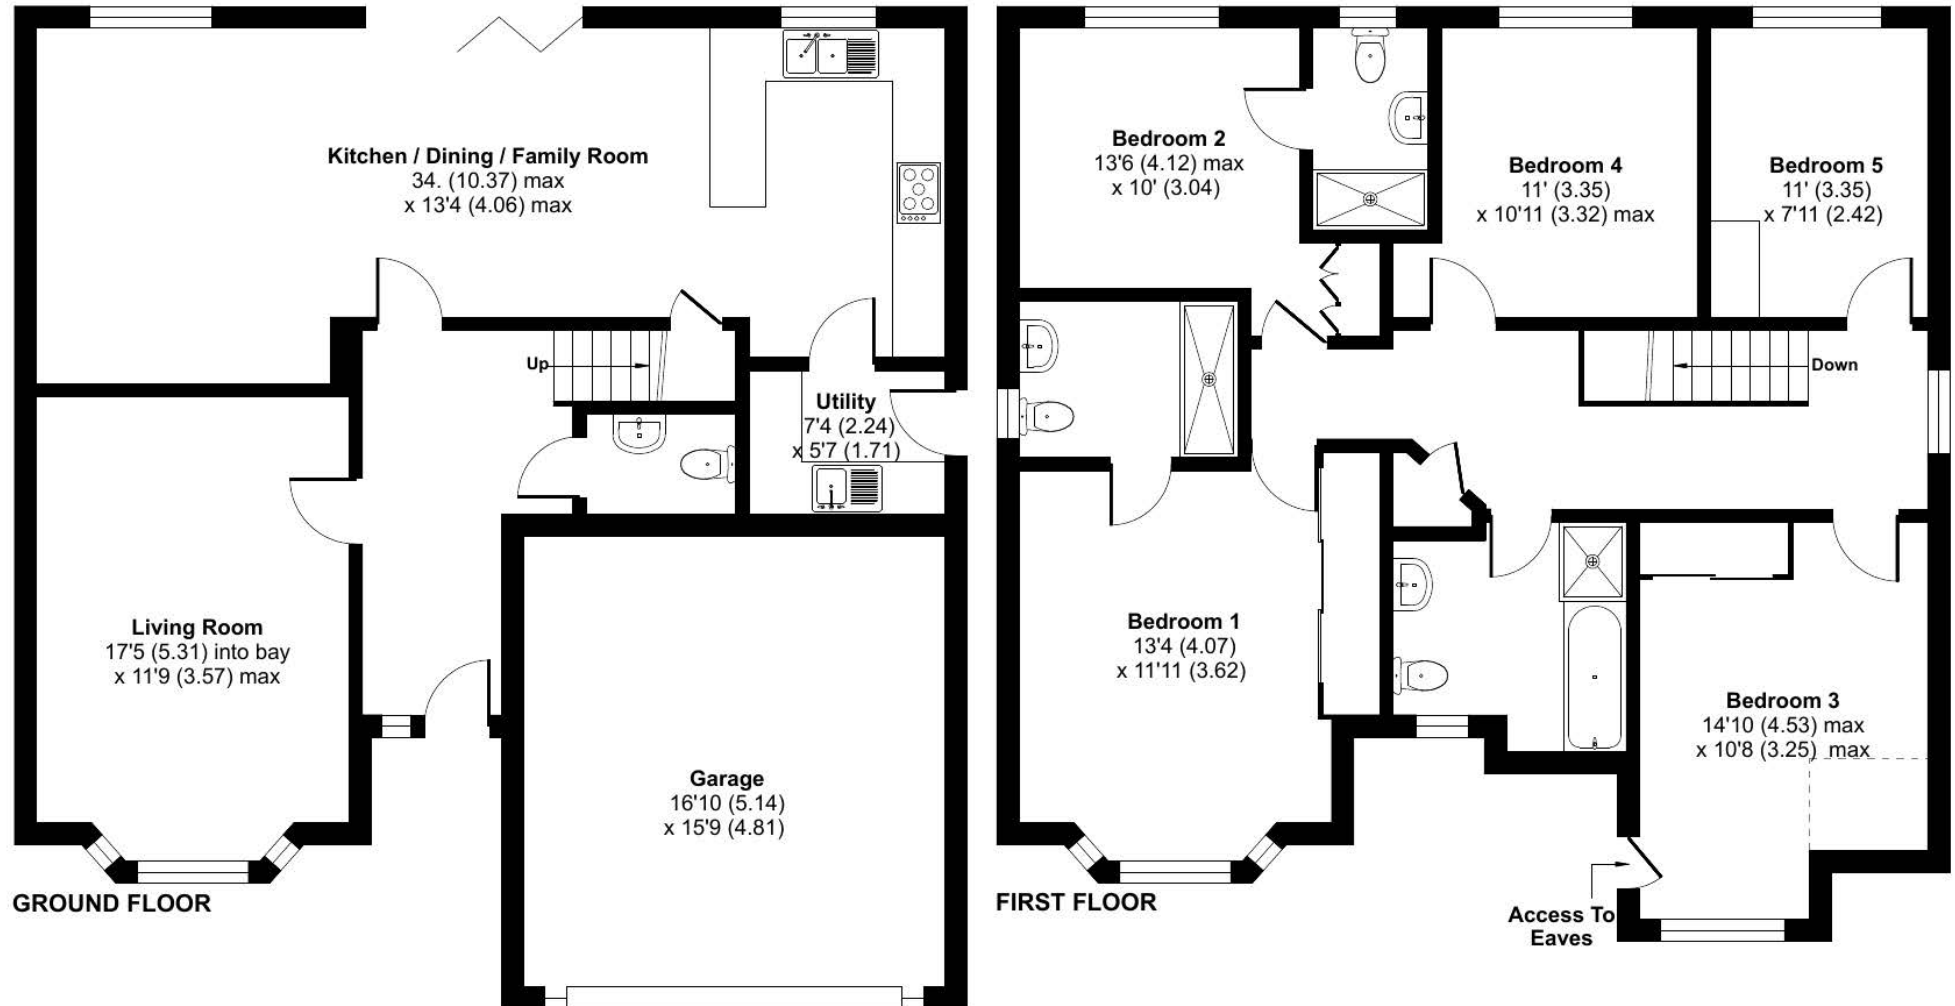 Kitchen / Dining / Family Room
34. (10.37) max
x 13'4 (4.06) max
Up
Utility
7'4 (2.24)
x 5'7 (1.71)
Living Room
17'5 (5.31) into bay
x 11'9 (3.57) max
Garage
16'10 (5.14)
x 15'9 (4.81)
GROUND FLOOR
Bedroom 2
13'6 (4.12) max
x 10' (3.04)
Bedroom 4
11' (3.35)
x 10'11 (3.32) max
Bedroom 5
11' (3.35)
x 7'11 (2.42)
Down
Bedroom 1
13'4 (4.07)
x 11'11 (3.62)
Bedroom 3
14'10 (4.53) max
x 10'8 (3.25) max
Access To
Eaves
FIRST FLOOR